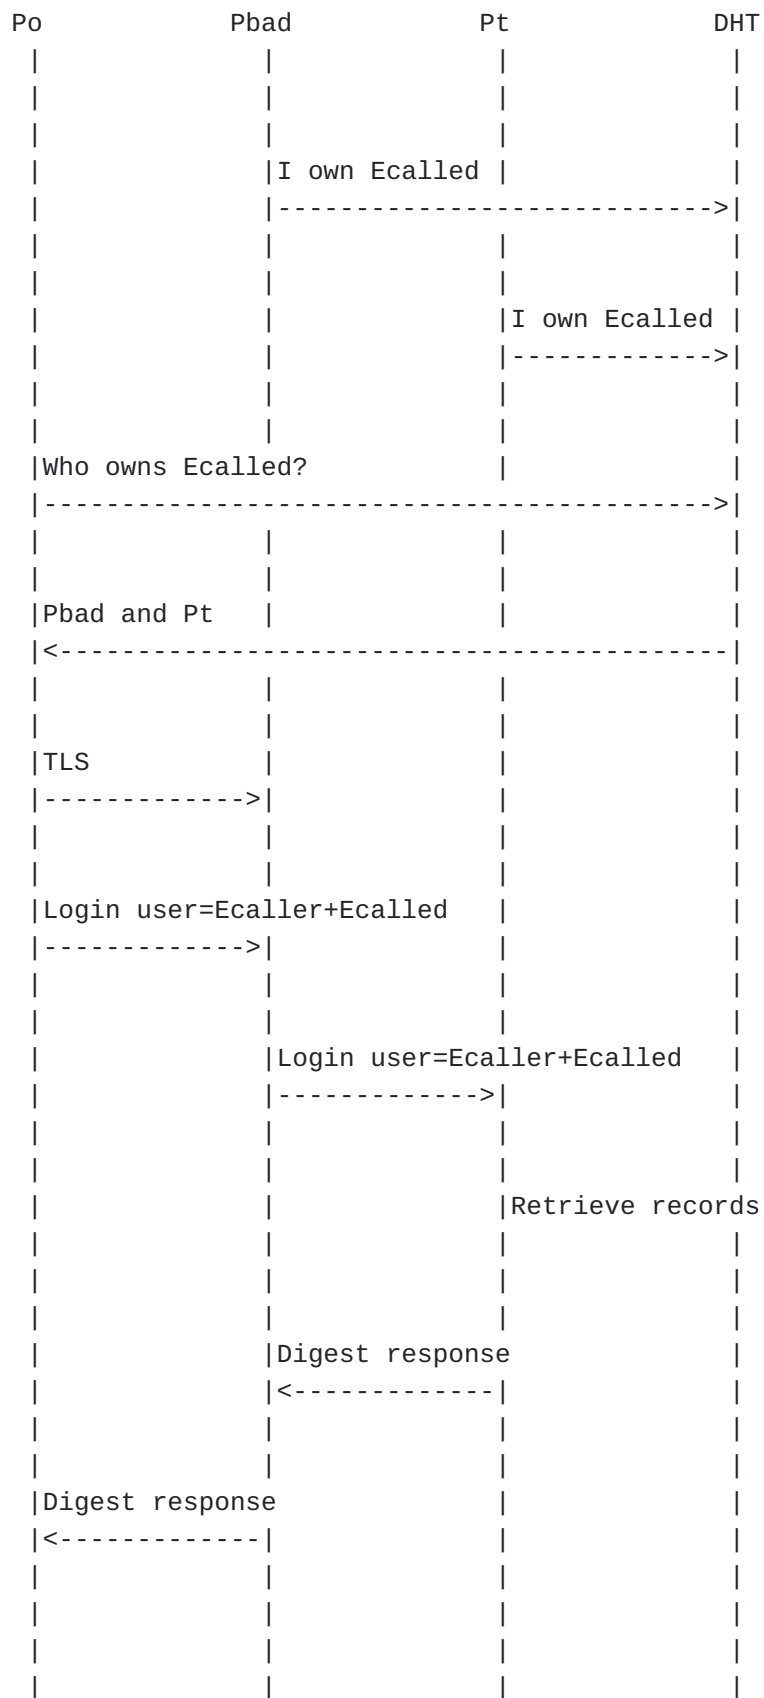 Po Pbad Pt DHT
I own Ecalled
I own Ecalled
Who owns Ecalled?
Pbad and Pt
TLS
Login user=Ecaller+Ecalled
Login user=Ecaller+Ecalled
Retrieve records
Digest response
Digest response